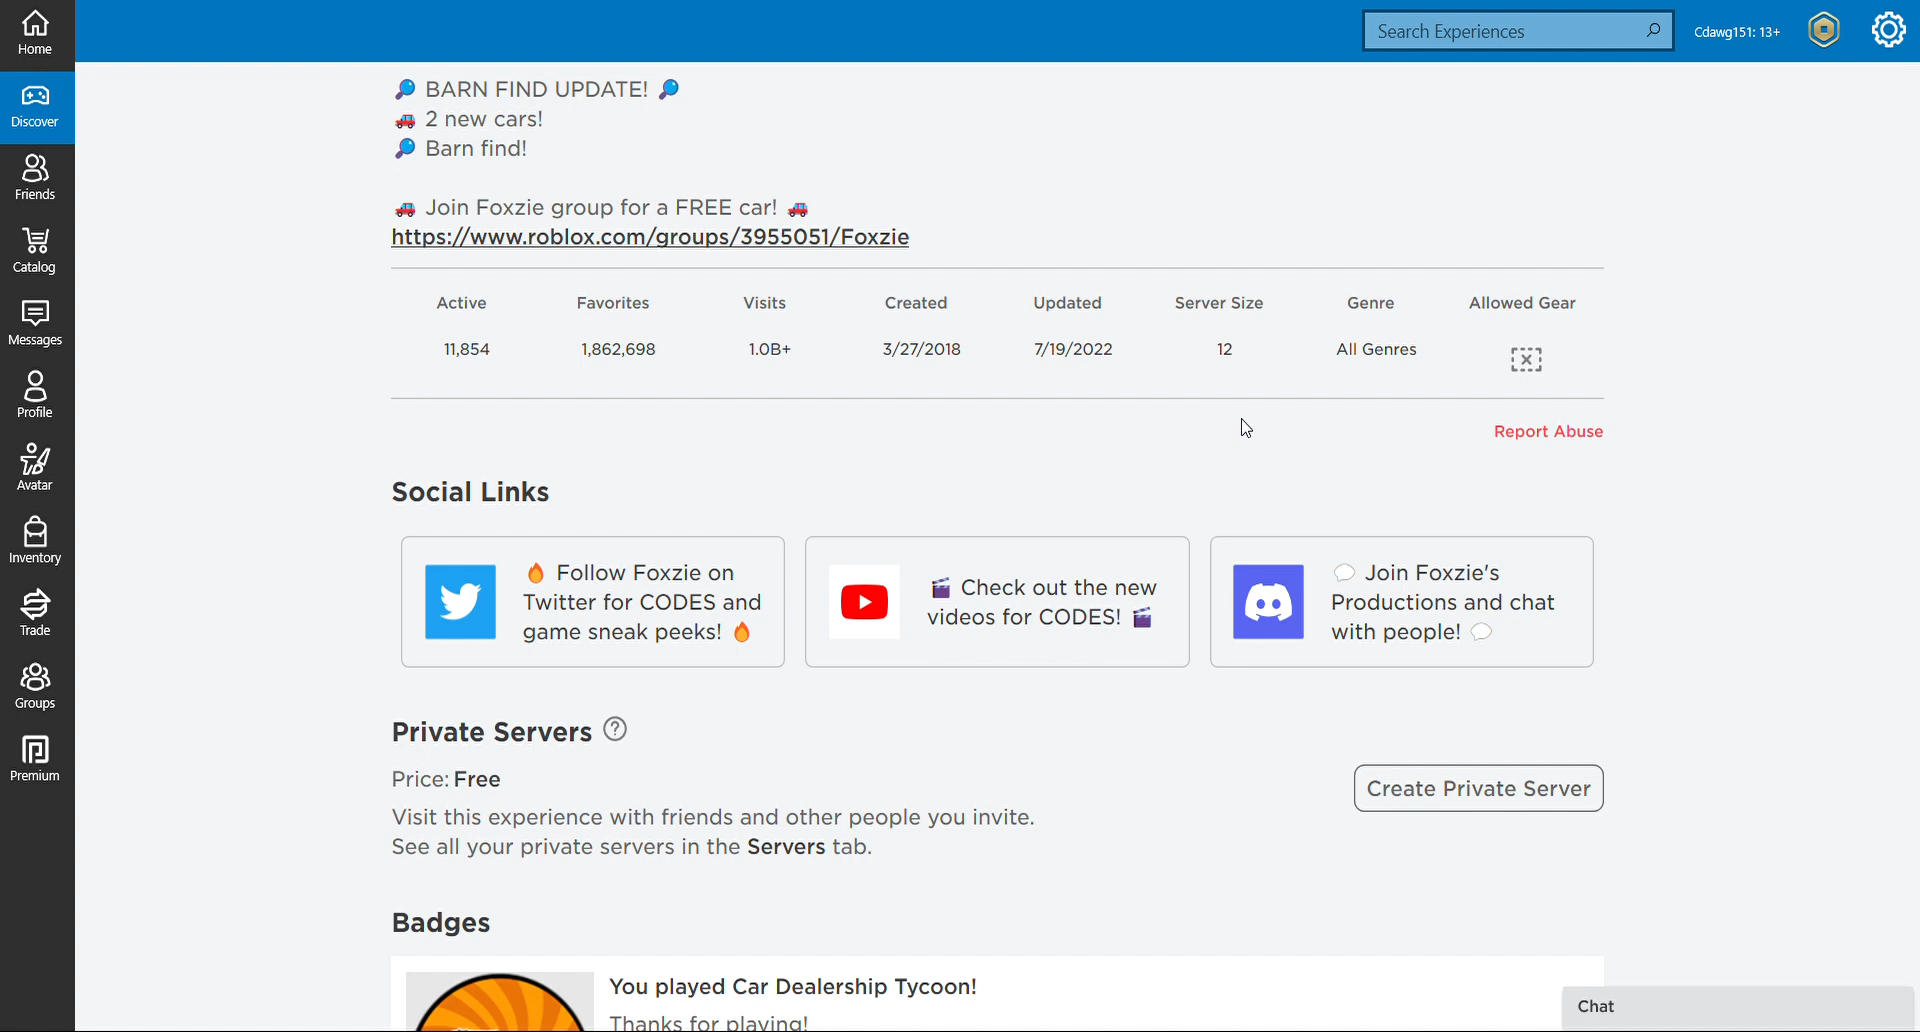 Home
Discover
Friends
Catalog
Messages
Profile
Avatar
Inventory
Trade
Groups
Premium
Search Experiences
Cdawg151: 13+
🔎 BARN FIND UPDATE! 🔎
🚗 2 new cars!
🔎 Barn find!
🚗 Join Foxzie group for a FREE car! 🚗
https://www.roblox.com/groups/3955051/Foxzie
Active Favorites Visits Created Updated Server Size Genre Allowed Gear
11,854 1,862,698 1.0B+ 3/27/2018 7/19/2022 12 All Genres
Report Abuse
Social Links
🔥 Follow Foxzie on
Twitter for CODES and
game sneak peeks! 🔥
🎬 Check out the new
videos for CODES! 🎬
💬 Join Foxzie's
Productions and chat
with people! 💬
Private Servers
Price: Free
Create Private Server
Visit this experience with friends and other people you invite.
See all your private servers in the Servers tab.
Badges
You played Car Dealership Tycoon!
Thanks for playing!
Chat